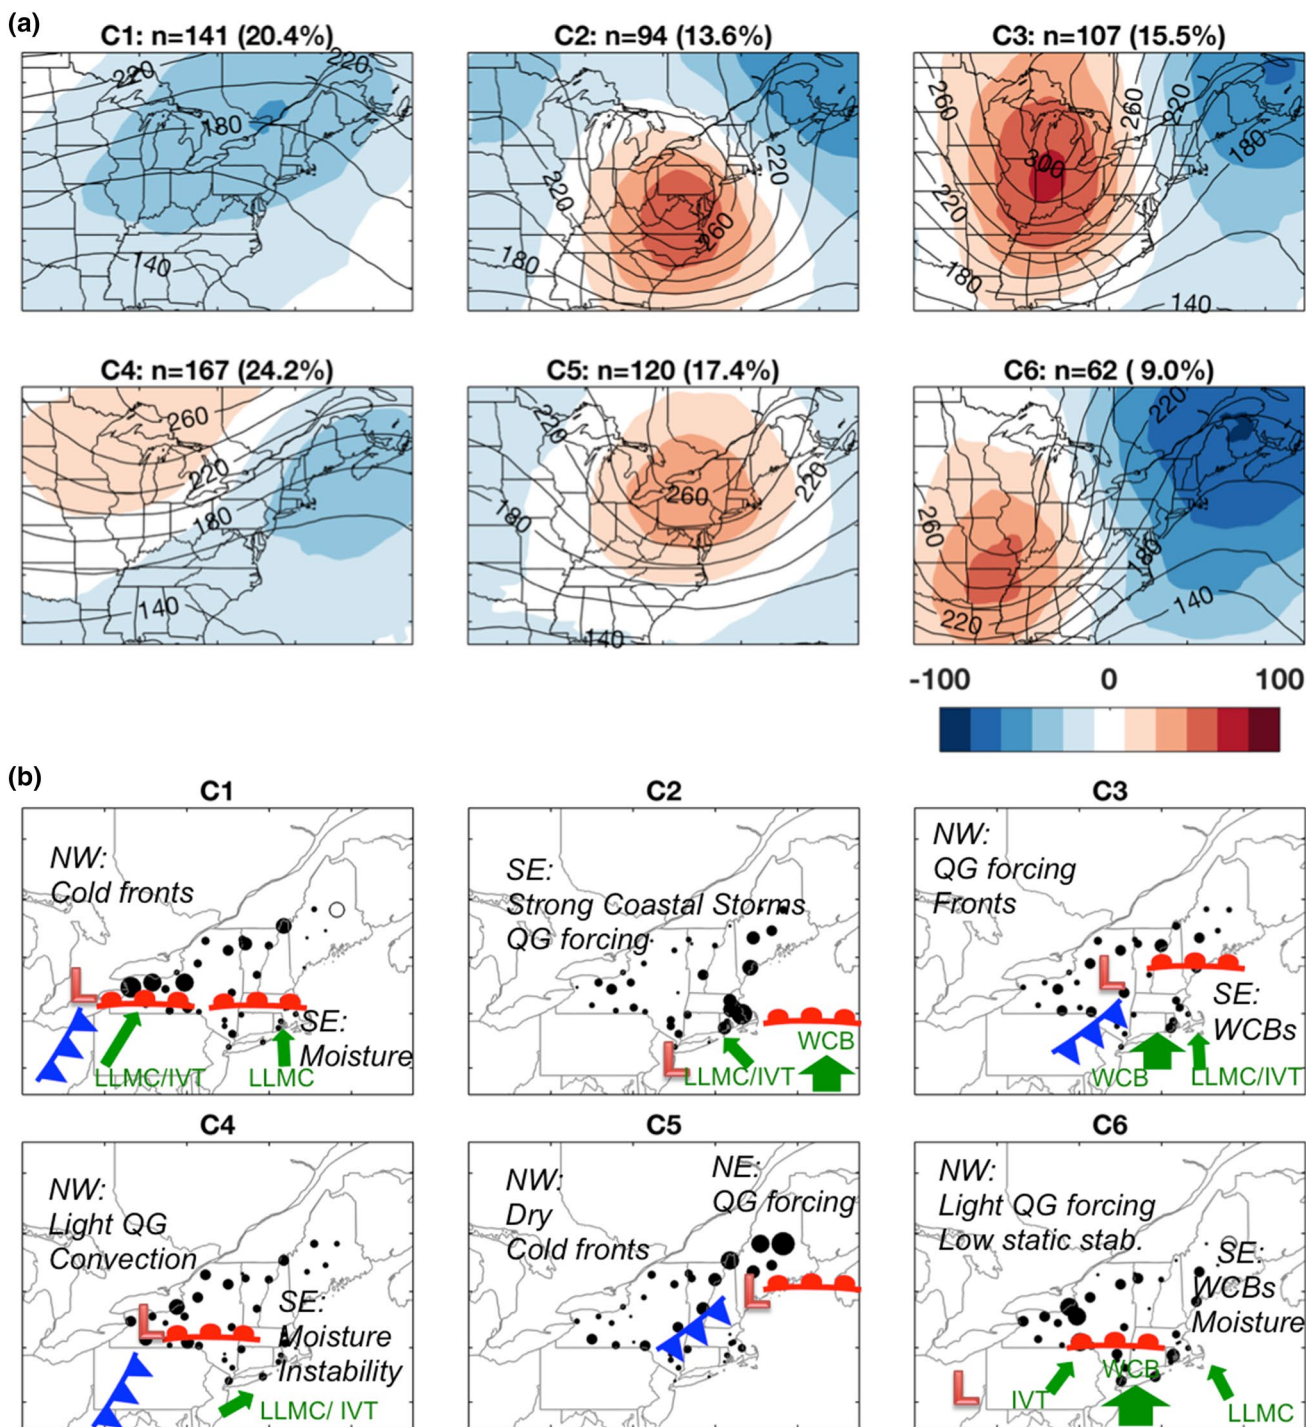 (a)
C1: n=141 (20.4%)
C2: n=94 (13.6%)
C3: n=107 (15.5%)
220
220
180
140
220
220
260
180
260
260
220
300
180
220
180
140
C4: n=167 (24.2%)
C5: n=120 (17.4%)
C6: n=62 ( 9.0%)
260
220
180
140
220
260
220
180
140
220
260
180
140
220
-100 0 100
(b)
C1
C2
C3
NW:
Cold fronts
L
SE:
Moisture
LLMC/IVT
LLMC
SE:
Strong Coastal Storms
QG forcing
L
WCB
LLMC/IVT
NW:
QG forcing
Fronts
L
SE:
WCBs
WCB
LLMC/IVT
C4
C5
C6
NW:
Light QG
Convection
SE:
Moisture
Instability
L
LLMC/ IVT
NW:
Dry
Cold fronts
NE:
QG forcing
L
NW:
Light QG forcing
Low static stab.
SE:
WCBs
Moisture
L
IVT
WCB
LLMC